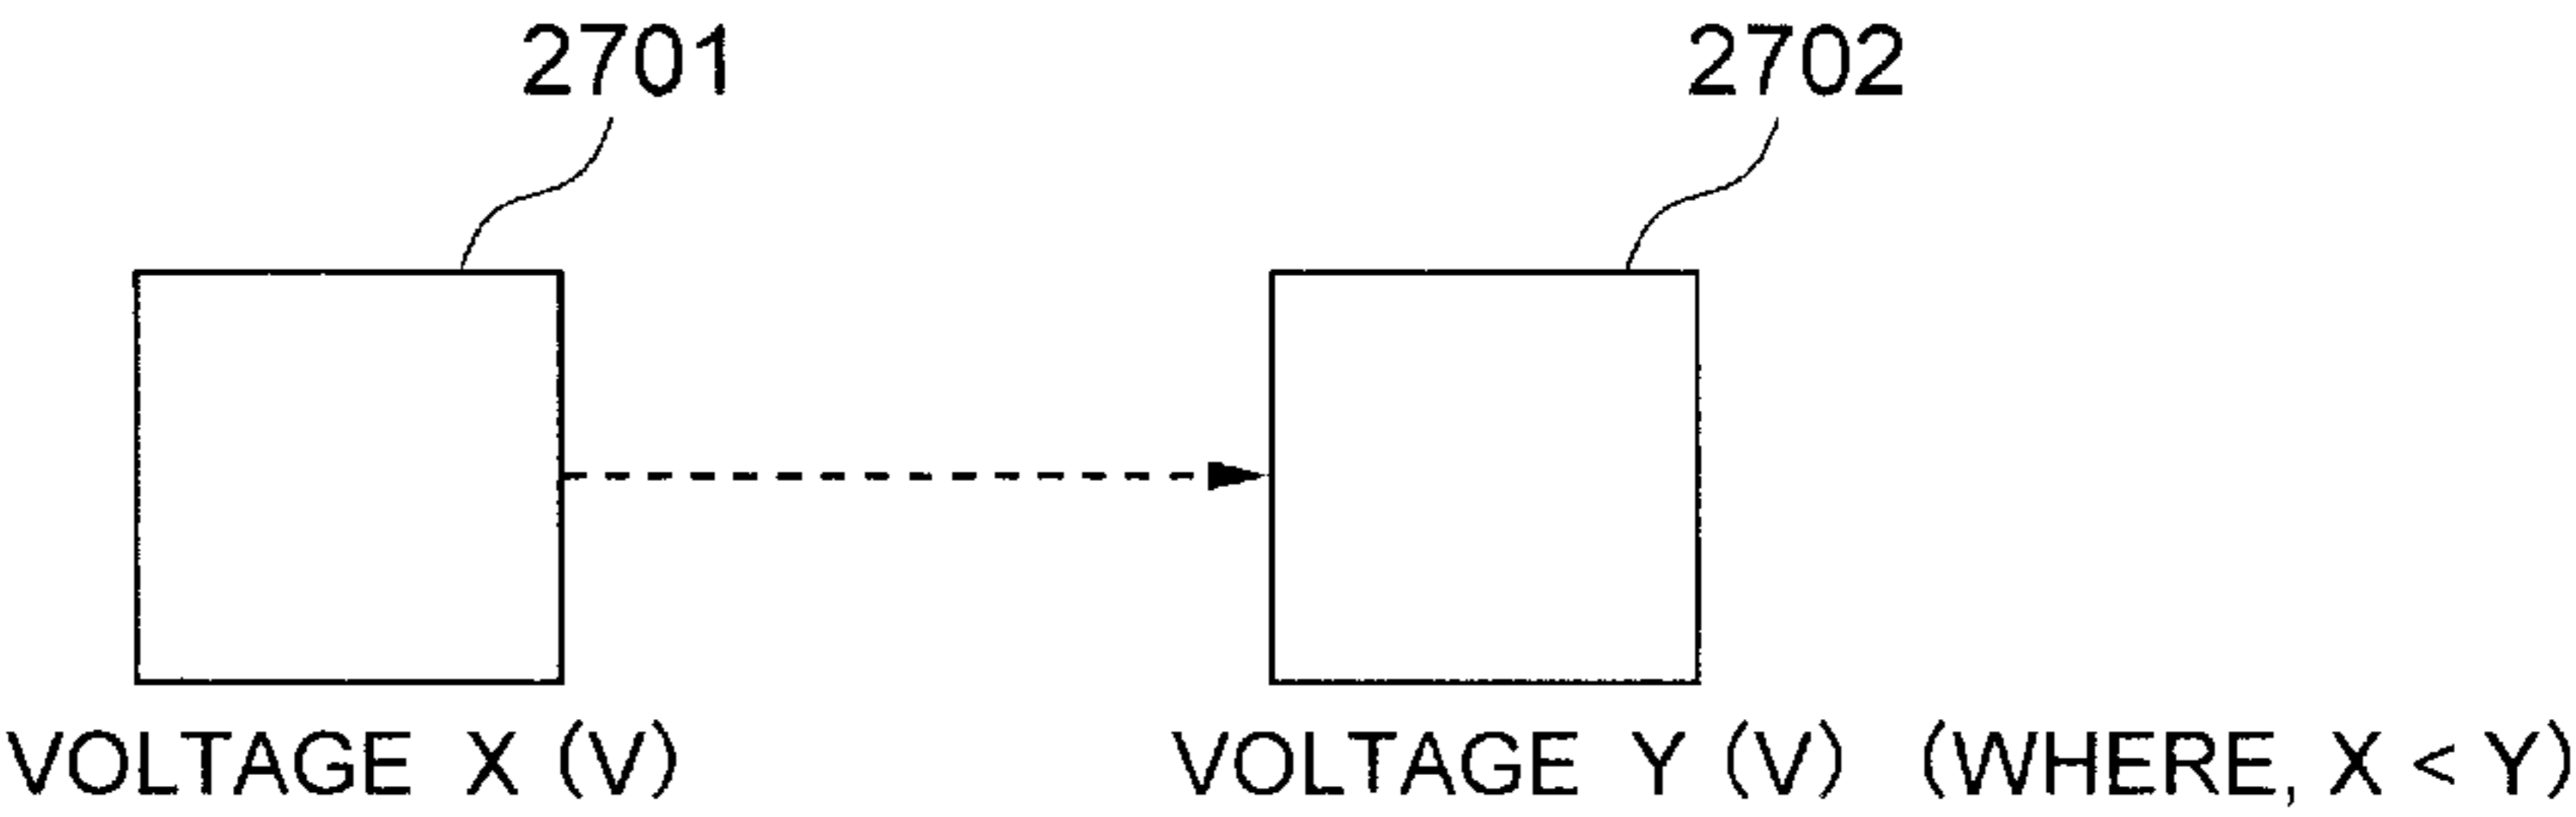 2701 2702
VOLTAGE X (V) VOLTAGE Y (V) (WHERE, X < Y)